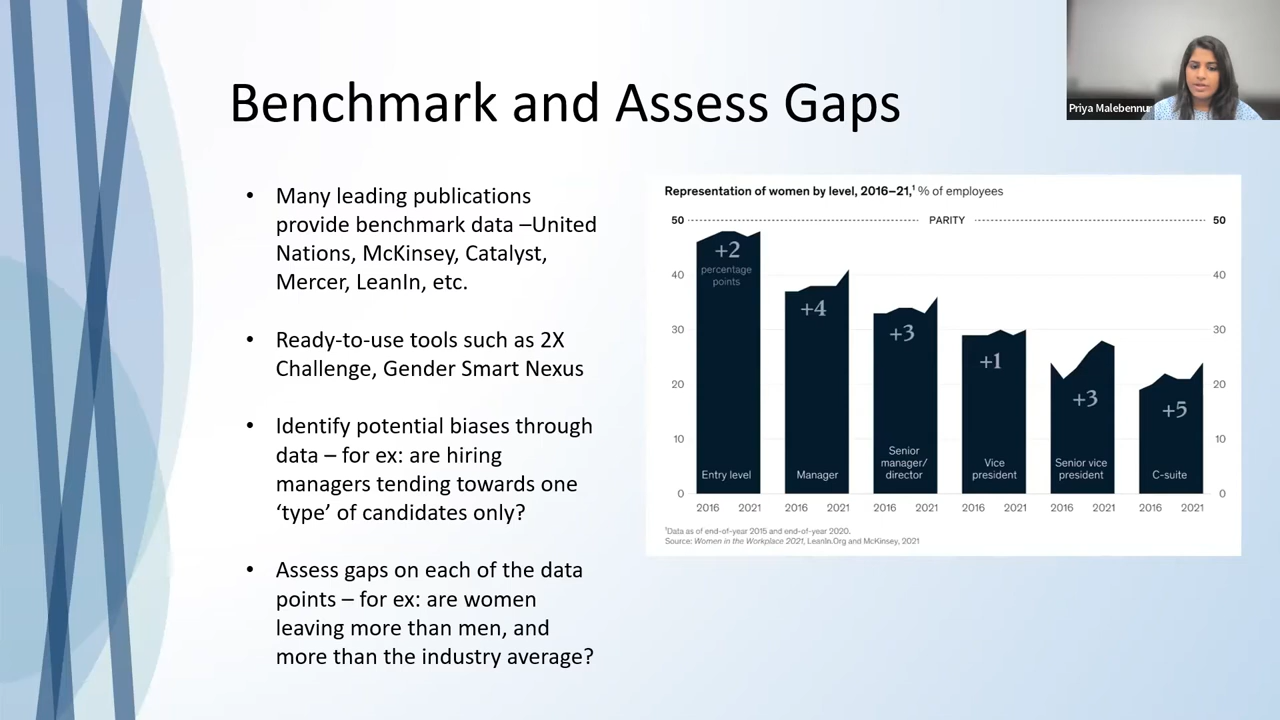 Priya Malebennur
Benchmark and Assess Gaps
• Many leading publications
provide benchmark data –United
Nations, McKinsey, Catalyst,
Mercer, LeanIn, etc.
• Ready-to-use tools such as 2X
Challenge, Gender Smart Nexus
• Identify potential biases through
data – for ex: are hiring
managers tending towards one
‘type’ of candidates only?
• Assess gaps on each of the data
points – for ex: are women
leaving more than men, and
more than the industry average?
Representation of women by level, 2016–21,¹ % of employees
50 PARITY 50
+2
percentage
points
40 40
+4
+3
30 30
+1
20 20
+3
+5
10 10
Entry level
Manager
Senior
manager/
director
Vice
president
Senior vice
president
C-suite
0 0
2016 2021 2016 2021 2016 2021 2016 2021 2016 2021 2016 2021
¹Data as of end-of-year 2015 and end-of-year 2020.
Source: Women in the Workplace 2021, LeanIn.Org and McKinsey, 2021